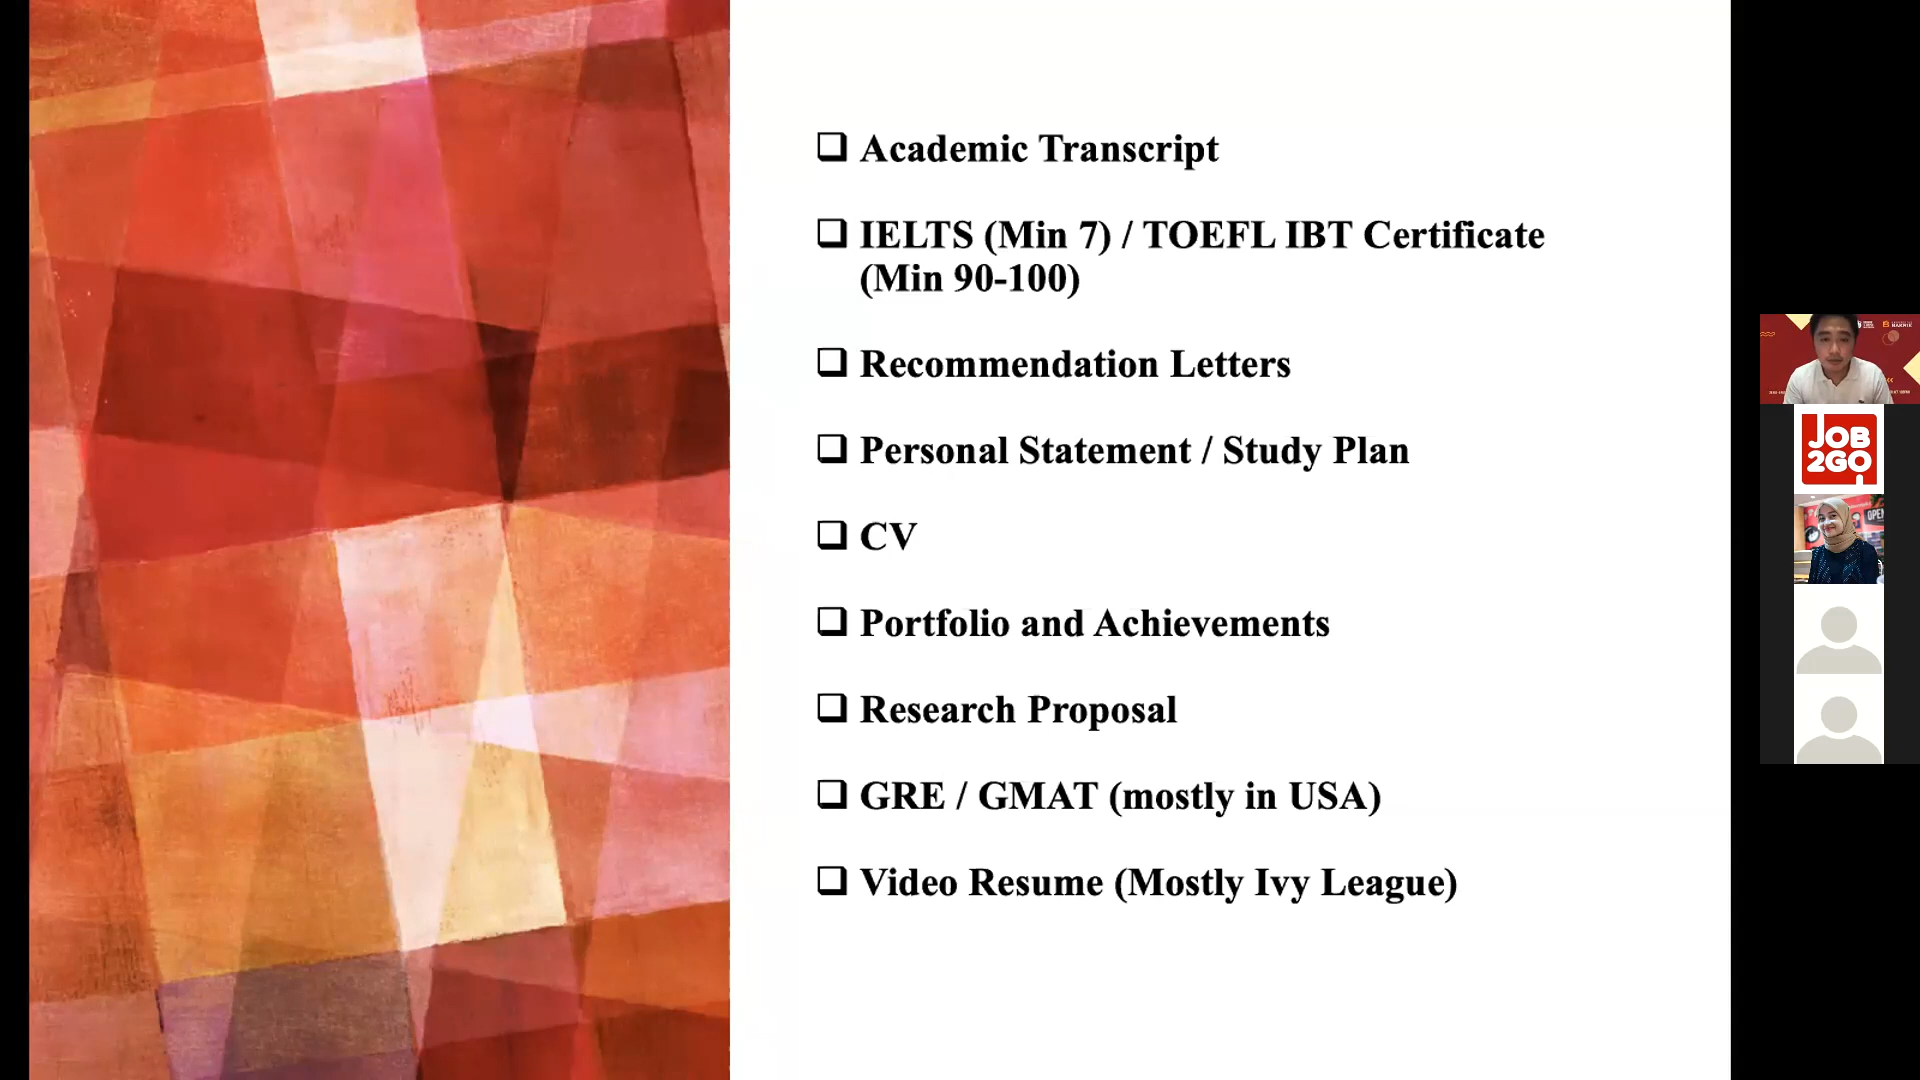 ❑ Academic Transcript
❑ IELTS (Min 7) / TOEFL IBT Certificate
(Min 90-100)
❑ Recommendation Letters
❑ Personal Statement / Study Plan
❑ CV
❑ Portfolio and Achievements
❑ Research Proposal
❑ GRE / GMAT (mostly in USA)
❑ Video Resume (Mostly Ivy League)
JOB
2GO
OPEN